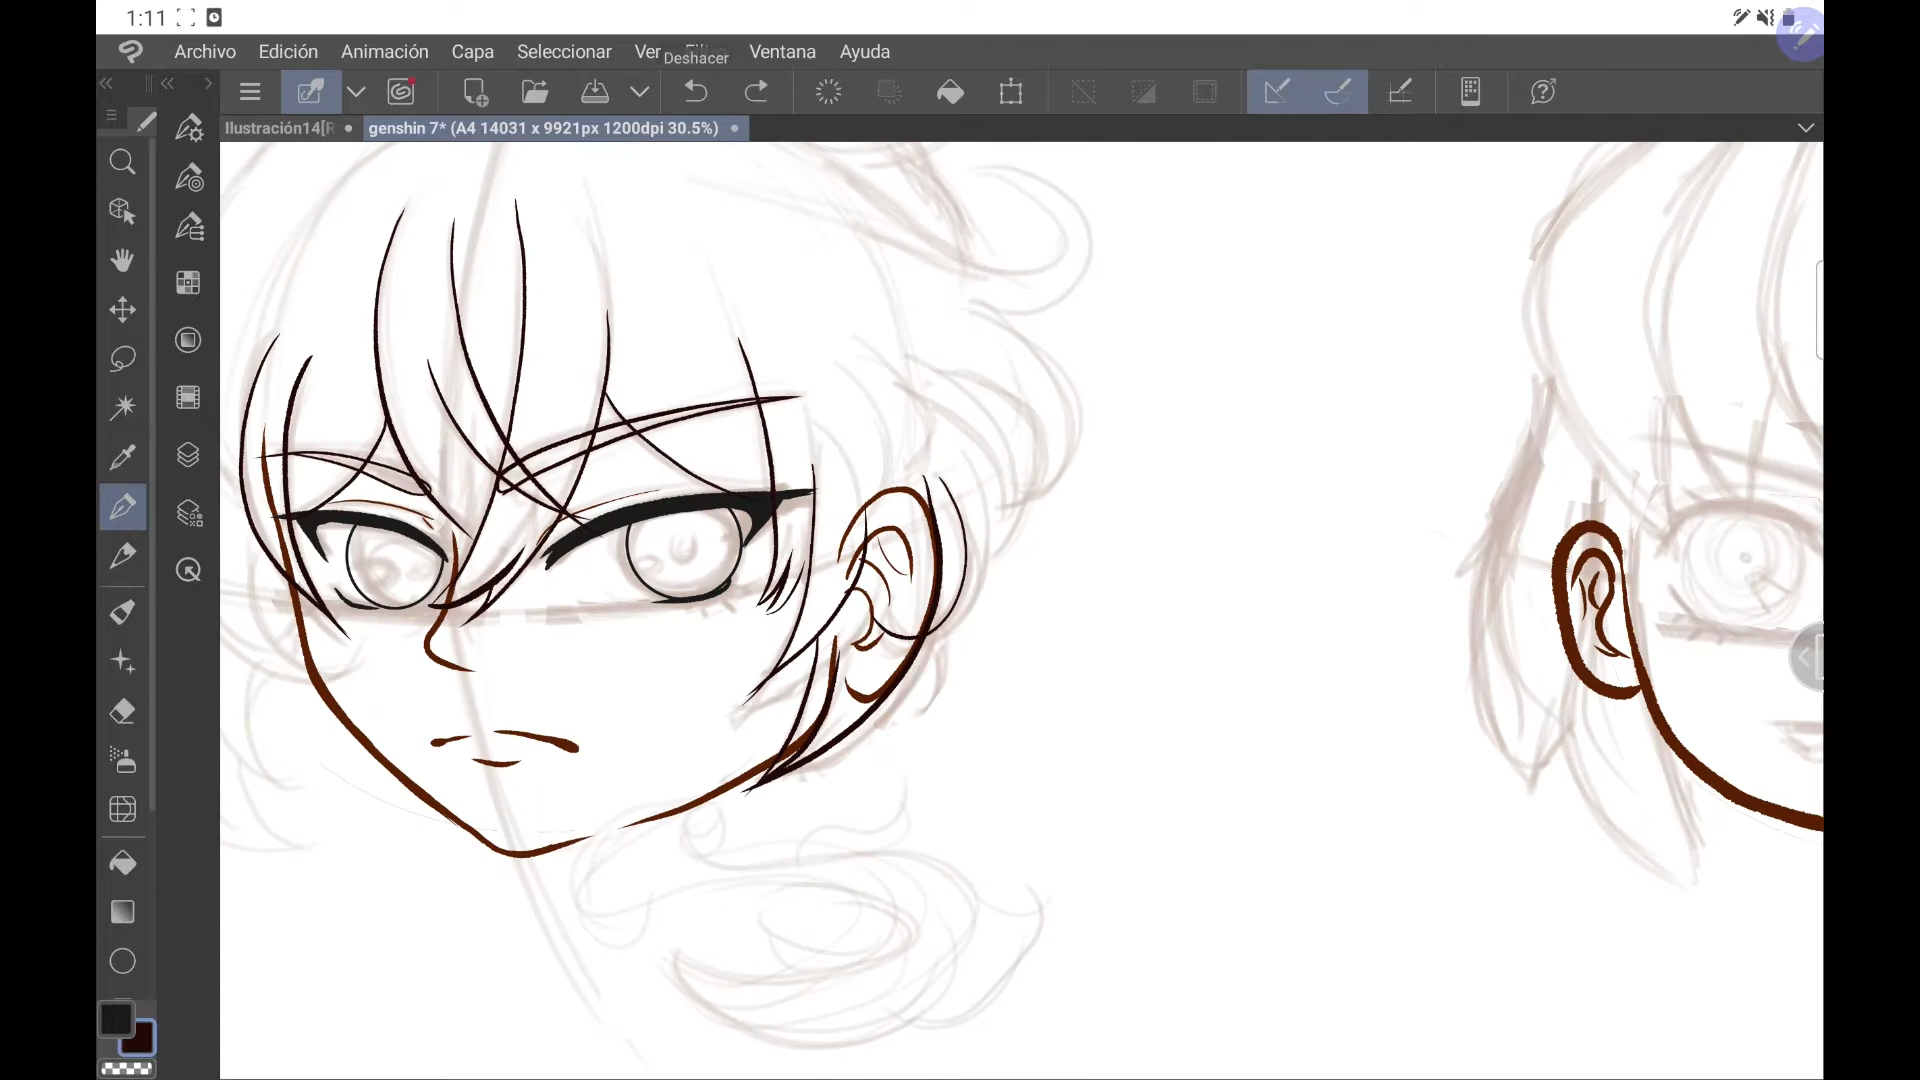 1:11
Archivo Edición Animación Capa Seleccionar Ver Ventana Ayuda
Deshacer
Ilustración14[R genshin 7* (A4 14031 x 9921px 1200dpi 30.5%)